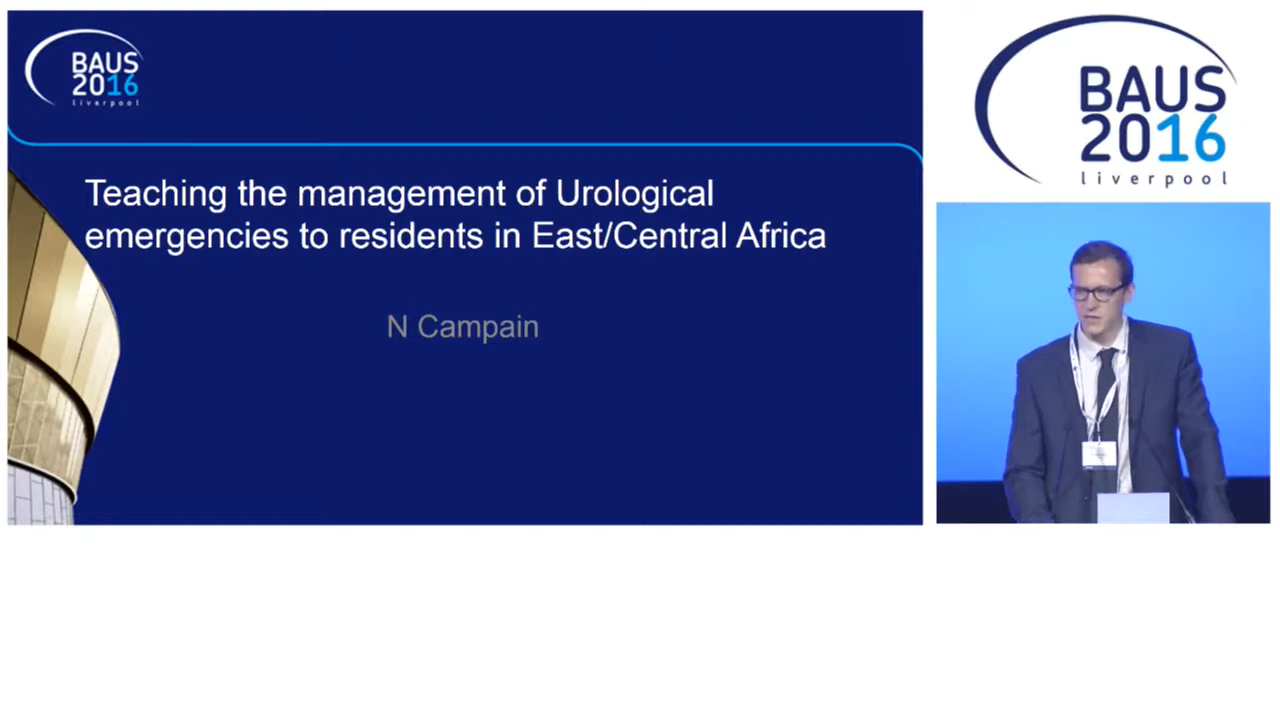 BAUS
2016
liverpool
Teaching the management of Urological
emergencies to residents in East/Central Africa
N Campain
BAUS
2016
liverpool